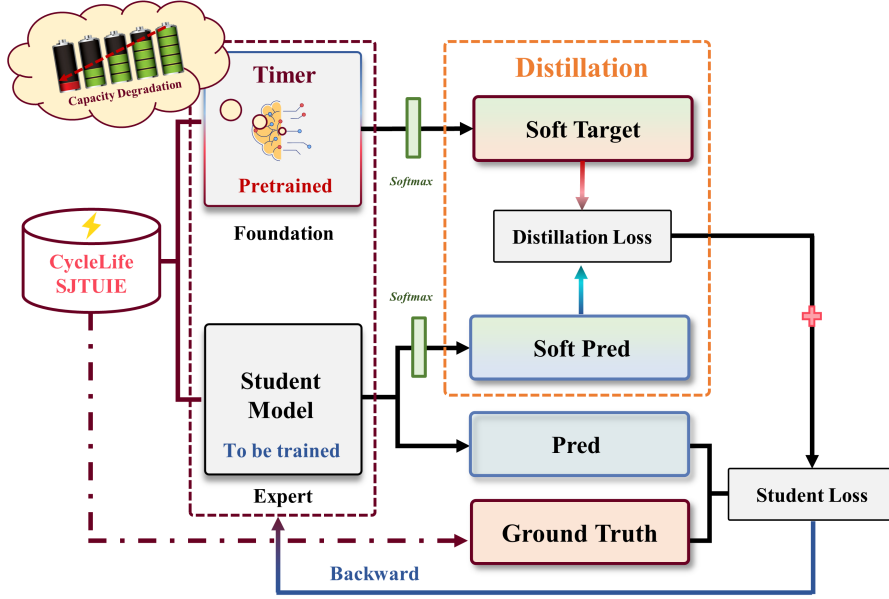 Capacity Degradation
Timer
Pretrained
Foundation
CycleLife
SJTUIE
Student
Model
To be trained
Expert
Softmax
Softmax
Distillation
Soft Target
Distillation Loss
Soft Pred
Pred
Ground Truth
Student Loss
Backward